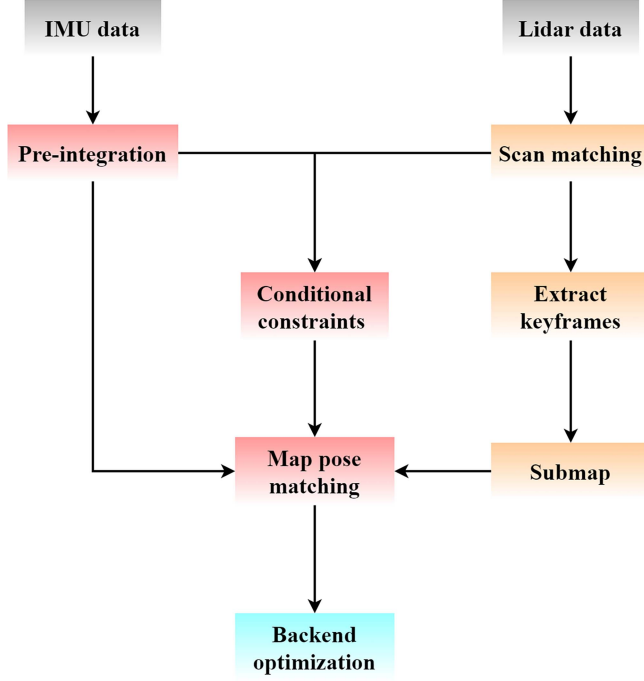 IMU data
Lidar data
Pre-integration
Scan matching
Conditional
constraints
Extract
keyframes
Map pose
matching
Submap
Backend
optimization